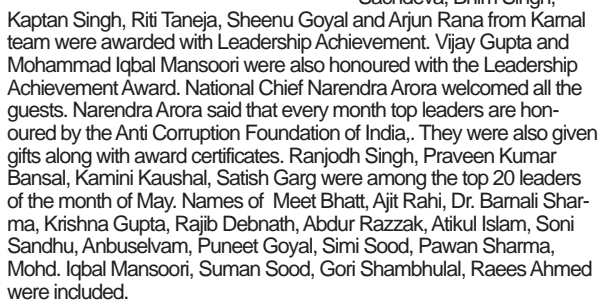 Sachdeva, Bhim Singh,
Kaptan Singh, Riti Taneja, Sheenu Goyal and Arjun Rana from Karnal
team were awarded with Leadership Achievement. Vijay Gupta and
Mohammad Iqbal Mansoori were also honoured with the Leadership
Achievement Award. National Chief Narendra Arora welcomed all the
guests. Narendra Arora said that every month top leaders are hon-
oured by the Anti Corruption Foundation of India,. They were also given
gifts along with award certificates. Ranjodh Singh, Praveen Kumar
Bansal, Kamini Kaushal, Satish Garg were among the top 20 leaders
of the month of May. Names of  Meet Bhatt, Ajit Rahi, Dr. Barnali Shar-
ma, Krishna Gupta, Rajib Debnath, Abdur Razzak, Atikul Islam, Soni
Sandhu, Anbuselvam, Puneet Goyal, Simi Sood, Pawan Sharma,
Mohd. Iqbal Mansoori, Suman Sood, Gori Shambhulal, Raees Ahmed
were included.